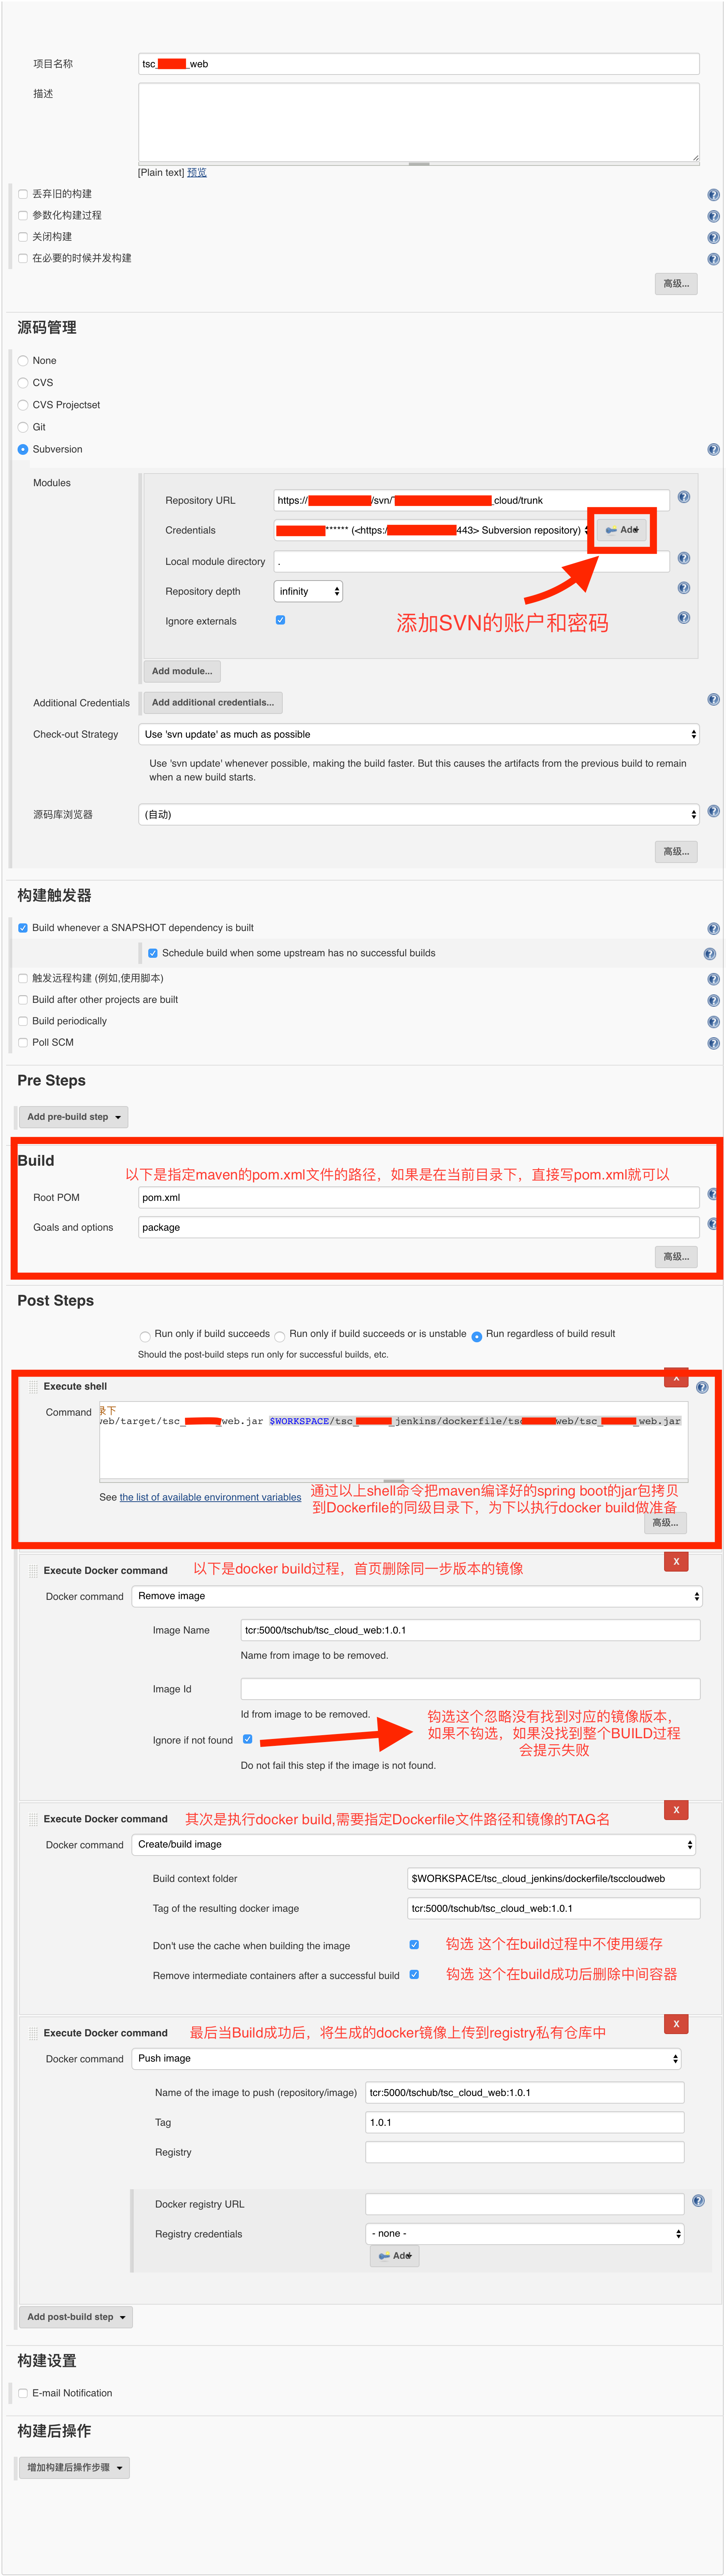 项目名称
tsc_ _web
描述
[Plain text] 预览
丢弃旧的构建
参数化构建过程
关闭构建
在必要的时候并发构建
高级...
源码管理
None
CVS
CVS Projectset
Git
Subversion
Modules
Repository URL
https:// /svn/ _cloud/trunk
Credentials
****** (<https:/ 443> Subversion repository)
Add
Local module directory
.
Repository depth
infinity
Ignore externals
添加SVN的账户和密码
Add module...
Additional Credentials
Add additional credentials...
Check-out Strategy
Use 'svn update' as much as possible
Use 'svn update' whenever possible, making the build faster. But this causes the artifacts from the previous build to remain
when a new build starts.
源码库浏览器
(自动)
高级...
构建触发器
Build whenever a SNAPSHOT dependency is built
Schedule build when some upstream has no successful builds
触发远程构建 (例如,使用脚本)
Build after other projects are built
Build periodically
Poll SCM
Pre Steps
Add pre-build step
Build
以下是指定maven的pom.xml文件的路径，如果是在当前目录下，直接写pom.xml就可以
Root POM
pom.xml
Goals and options
package
高级...
Post Steps
Run only if build succeeds
Run only if build succeeds or is unstable
Run regardless of build result
Should the post-build steps run only for successful builds, etc.
X
Execute shell
Command
录下
web/target/tsc_ _web.jar $WORKSPACE/tsc_ _jenkins/dockerfile/tsc web/tsc_ _web.jar
See the list of available environment variables
通过以上shell命令把maven编译好的spring boot的jar包拷贝
到Dockerfile的同级目录下，为下以执行docker build做准备
高级...
X
Execute Docker command
以下是docker build过程，首页删除同一步版本的镜像
Docker command
Remove image
Image Name
tcr:5000/tschub/tsc_cloud_web:1.0.1
Name from image to be removed.
Image Id
Id from image to be removed.
Ignore if not found
钩选这个忽略没有找到对应的镜像版本，
如果不钩选，如果没找到整个BUILD过程
会提示失败
Do not fail this step if the image is not found.
X
Execute Docker command
其次是执行docker build,需要指定Dockerfile文件路径和镜像的TAG名
Docker command
Create/build image
Build context folder
$WORKSPACE/tsc_cloud_jenkins/dockerfile/tsccloudweb
Tag of the resulting docker image
tcr:5000/tschub/tsc_cloud_web:1.0.1
Don't use the cache when building the image
钩选 这个在build过程中不使用缓存
Remove intermediate containers after a successful build
钩选 这个在build成功后删除中间容器
X
Execute Docker command
最后当Build成功后，将生成的docker镜像上传到registry私有仓库中
Docker command
Push image
Name of the image to push (repository/image)
tcr:5000/tschub/tsc_cloud_web:1.0.1
Tag
1.0.1
Registry
Docker registry URL
Registry credentials
- none -
Add
Add post-build step
构建设置
E-mail Notification
构建后操作
增加构建后操作步骤